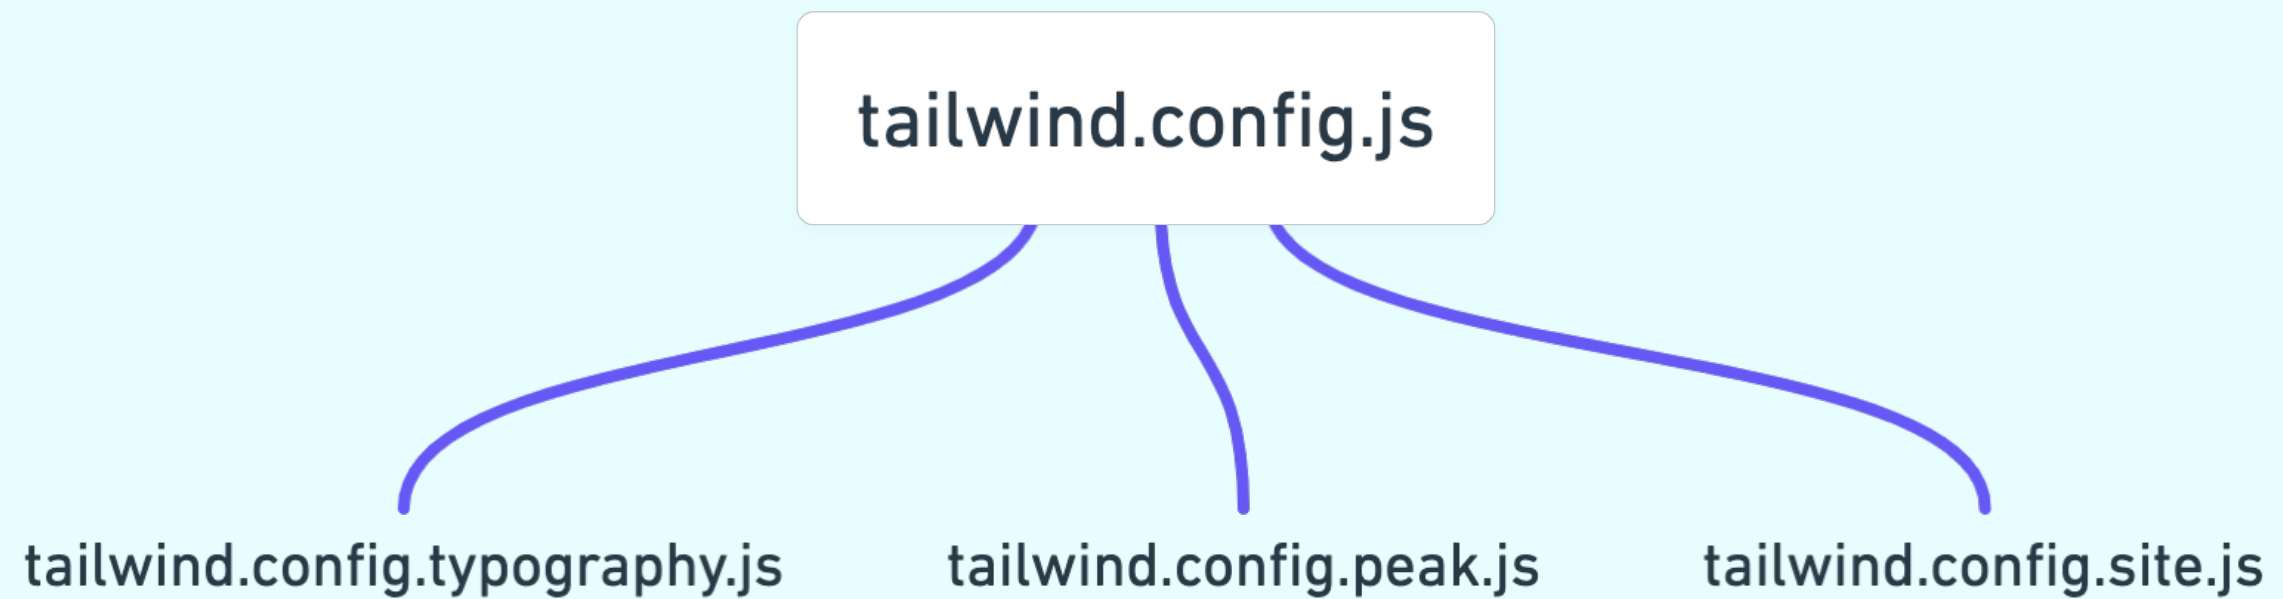 tailwind.config.js
tailwind.config.typography.js
tailwind.config.peak.js
tailwind.config.site.js